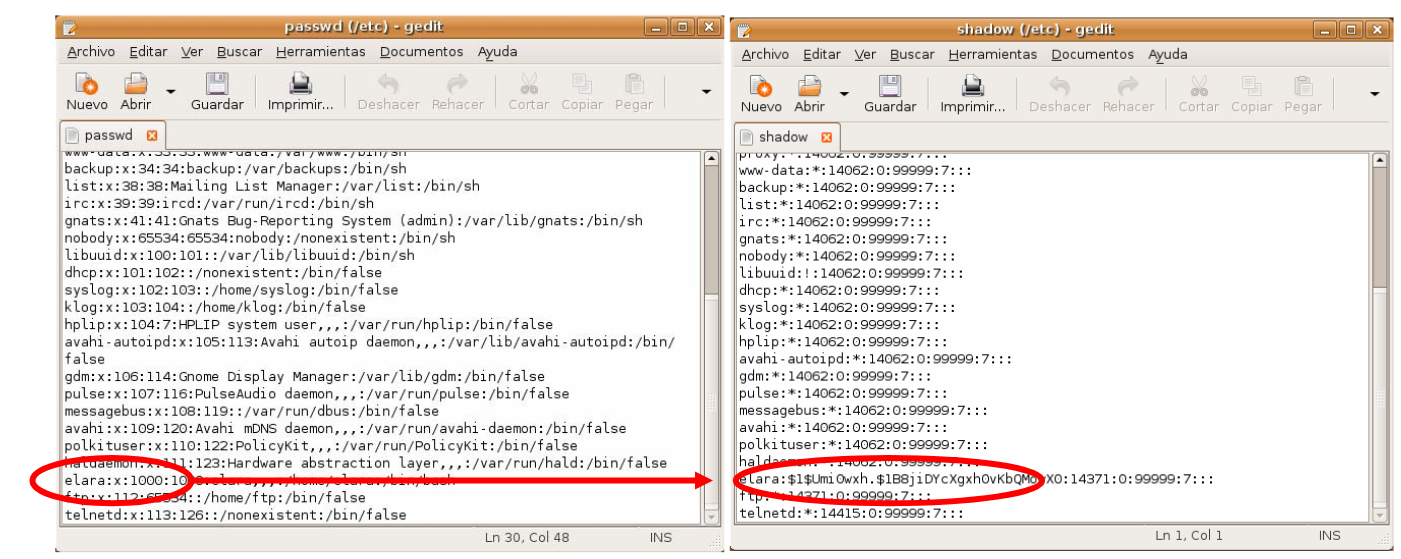 passwd (/etc) - gedit
Archivo Editar Ver Buscar Herramientas Documentos Ayuda
Nuevo Abrir Guardar Imprimir... Deshacer Rehacer Cortar Copiar Pegar
passwd
www-data:x:33:33:www-data:/var/www:/bin/sh
backup:x:34:34:backup:/var/backups:/bin/sh
list:x:38:38:Mailing List Manager:/var/list:/bin/sh
irc:x:39:39:ircd:/var/run/ircd:/bin/sh
gnats:x:41:41:Gnats Bug-Reporting System (admin):/var/lib/gnats:/bin/sh
nobody:x:65534:65534:nobody:/nonexistent:/bin/sh
libuuid:x:100:101::/var/lib/libuuid:/bin/sh
dhcp:x:101:102::/nonexistent:/bin/false
syslog:x:102:103::/home/syslog:/bin/false
klog:x:103:104::/home/klog:/bin/false
hplip:x:104:7:HPLIP system user,,,:/var/run/hplip:/bin/false
avahi-autoipd:x:105:113:Avahi autoip daemon,,,:/var/lib/avahi-autoipd:/bin/
false
gdm:x:106:114:Gnome Display Manager:/var/lib/gdm:/bin/false
pulse:x:107:116:PulseAudio daemon,,,:/var/run/pulse:/bin/false
messagebus:x:108:119::/var/run/dbus:/bin/false
avahi:x:109:120:Avahi mDNS daemon,,,:/var/run/avahi-daemon:/bin/false
polkituser:x:110:122:PolicyKit,,,:/var/run/PolicyKit:/bin/false
haldaemon:x:111:123:Hardware abstraction layer,,,:/var/run/hald:/bin/false
elara:x:1000:1000:elara,,,:/home/elara:/bin/bash
ftp:x:112:65534::/home/ftp:/bin/false
telnetd:x:113:126::/nonexistent:/bin/false
Ln 30, Col 48 INS
shadow (/etc) - gedit
Archivo Editar Ver Buscar Herramientas Documentos Ayuda
Nuevo Abrir Guardar Imprimir... Deshacer Rehacer Cortar Copiar Pegar
shadow
proxy:*:14062:0:99999:7:::
www-data:*:14062:0:99999:7:::
backup:*:14062:0:99999:7:::
list:*:14062:0:99999:7:::
irc:*:14062:0:99999:7:::
gnats:*:14062:0:99999:7:::
nobody:*:14062:0:99999:7:::
libuuid:!:14062:0:99999:7:::
dhcp:*:14062:0:99999:7:::
syslog:*:14062:0:99999:7:::
klog:*:14062:0:99999:7:::
hplip:*:14062:0:99999:7:::
avahi-autoipd:*:14062:0:99999:7:::
gdm:*:14062:0:99999:7:::
pulse:*:14062:0:99999:7:::
messagebus:*:14062:0:99999:7:::
avahi:*:14062:0:99999:7:::
polkituser:*:14062:0:99999:7:::
haldaemon:*:14062:0:99999:7:::
ftp:*:14371:0:99999:7:::
telnetd:*:14415:0:99999:7:::
Ln 1, Col 1 INS